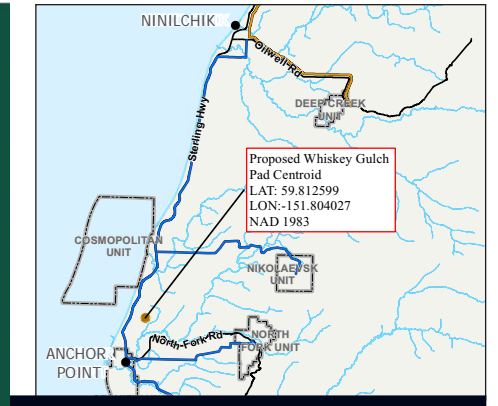 NINILCHIK
Oilwell Rd
DEEP CREEK
UNIT
Sterling Hwy
Proposed Whiskey Gulch
Pad Centroid
LAT: 59.812599
LON:-151.804027
NAD 1983
COSMOPOLITAN
UNIT
NIKOLAEVSK
UNIT
North Fork Rd
NORTH
FORK UNIT
ANCHOR
POINT